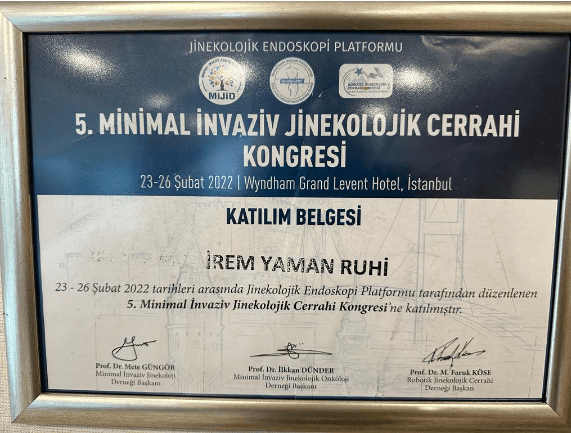 JİNEKOLOJİK ENDOSKOPİ PLATFORMU
MİJİD
5. MİNİMAL İNVAZİV JİNEKOLOJİK CERRAHİ
KONGRESİ
23-26 Şubat 2022 | Wyndham Grand Levent Hotel, İstanbul
KATILIM BELGESİ
İREM YAMAN RUHİ
23 - 26 Şubat 2022 tarihleri arasında Jinekolojik Endoskopi Platformu tarafından düzenlenen
5. Minimal İnvaziv Jinekolojik Cerrahi Kongresi'ne katılmıştır.
Prof. Dr. Mete GÜNGÖR
Minimal İnvaziv Jinekoloji
Derneği Başkanı
Prof. Dr. İlkkan DÜNDER
Minimal İnvaziv Jinekolojik Onkoloji
Derneği Başkanı
Prof. Dr. M. Faruk KÖSE
Robotik Jinekolojik Cerrahi
Derneği Başkanı